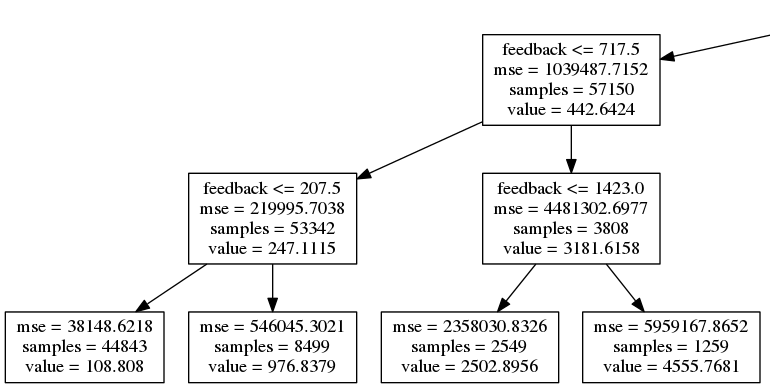 feedback <= 717.5
mse = 1039487.7152
samples = 57150
value = 442.6424
feedback <= 207.5
mse = 219995.7038
samples = 53342
value = 247.1115
feedback <= 1423.0
mse = 4481302.6977
samples = 3808
value = 3181.6158
mse = 38148.6218
samples = 44843
value = 108.808
mse = 546045.3021
samples = 8499
value = 976.8379
mse = 2358030.8326
samples = 2549
value = 2502.8956
mse = 5959167.8652
samples = 1259
value = 4555.7681